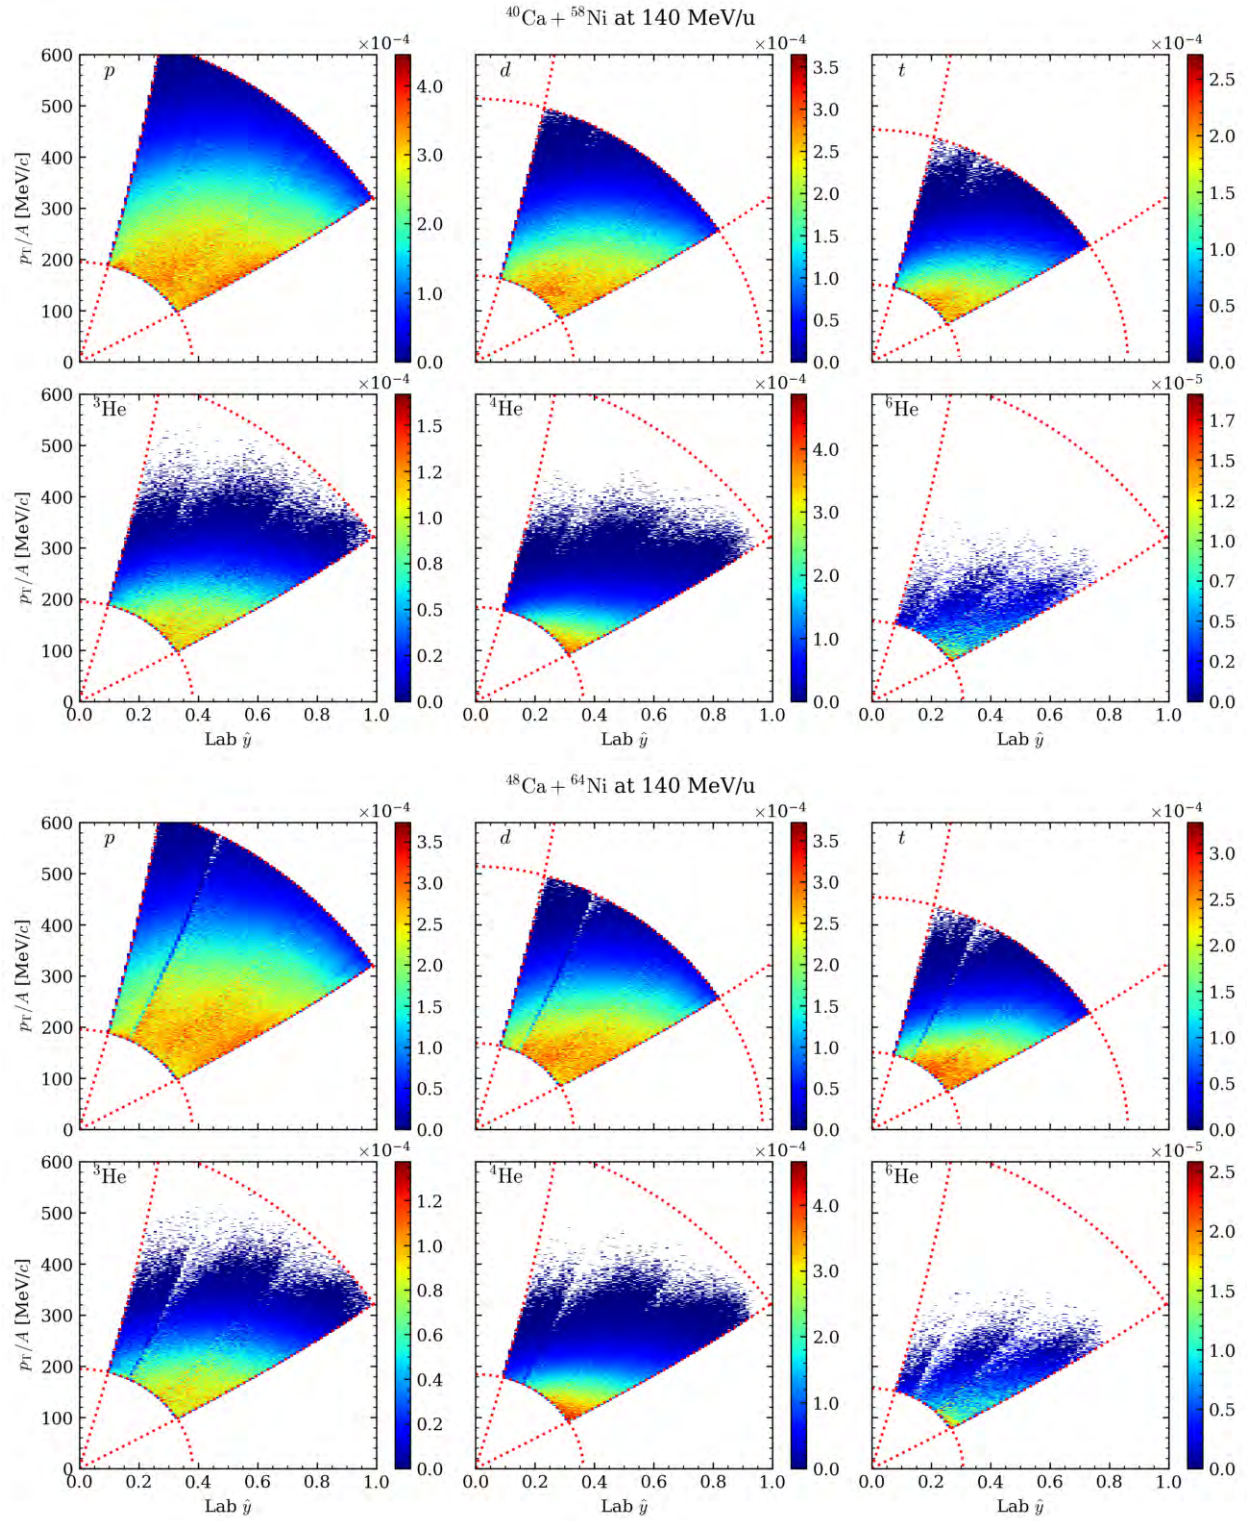 ⁴⁰Ca + ⁵⁸Ni at 140 MeV/u
×10⁻⁴ ×10⁻⁴ ×10⁻⁴
p d t
600 500 400 300 200 100 0
4.0 3.0 2.0 1.0 0.0
3.5 3.0 2.5 2.0 1.5 1.0 0.5 0.0
2.5 2.0 1.5 1.0 0.5 0.0
p_T/A [MeV/c]
×10⁻⁴ ×10⁻⁴ ×10⁻⁵
³He ⁴He ⁶He
600 500 400 300 200 100 0
1.5 1.2 1.0 0.8 0.5 0.2 0.0
4.0 3.0 2.0 1.0 0.0
1.7 1.5 1.2 1.0 0.7 0.5 0.2 0.0
p_T/A [MeV/c]
0.0 0.2 0.4 0.6 0.8 1.0 0.0 0.2 0.4 0.6 0.8 1.0 0.0 0.2 0.4 0.6 0.8 1.0
Lab ŷ Lab ŷ Lab ŷ
⁴⁸Ca + ⁶⁴Ni at 140 MeV/u
×10⁻⁴ ×10⁻⁴ ×10⁻⁴
p d t
600 500 400 300 200 100 0
3.5 3.0 2.5 2.0 1.5 1.0 0.5 0.0
3.5 3.0 2.5 2.0 1.5 1.0 0.5 0.0
3.0 2.5 2.0 1.5 1.0 0.5 0.0
p_T/A [MeV/c]
×10⁻⁴ ×10⁻⁴ ×10⁻⁵
³He ⁴He ⁶He
600 500 400 300 200 100 0
1.2 1.0 0.8 0.6 0.4 0.2 0.0
4.0 3.0 2.0 1.0 0.0
2.5 2.0 1.5 1.0 0.5 0.0
p_T/A [MeV/c]
0.0 0.2 0.4 0.6 0.8 1.0 0.0 0.2 0.4 0.6 0.8 1.0 0.0 0.2 0.4 0.6 0.8 1.0
Lab ŷ Lab ŷ Lab ŷ